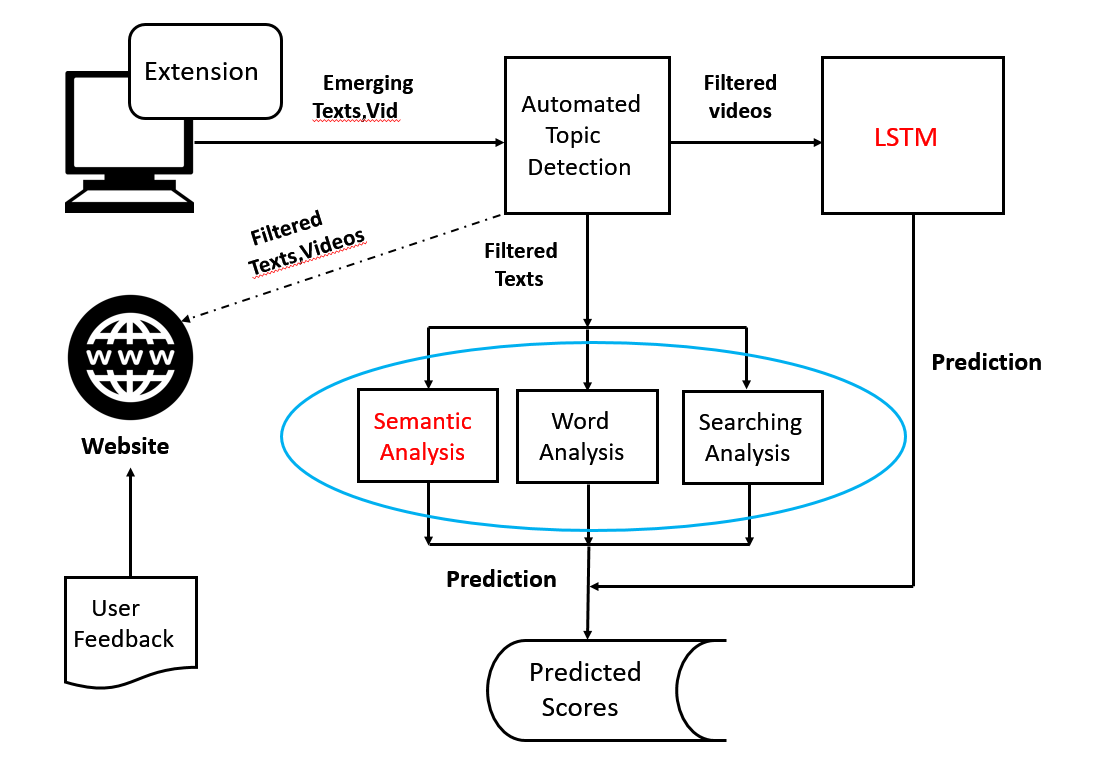 Extension
Emerging
Texts,Vid
Automated
Topic
Detection
Filtered
videos
LSTM
Filtered
Texts,Videos
Filtered
Texts
WWW
Website
Prediction
Semantic
Analysis
Word
Analysis
Searching
Analysis
Prediction
User
Feedback
Predicted
Scores